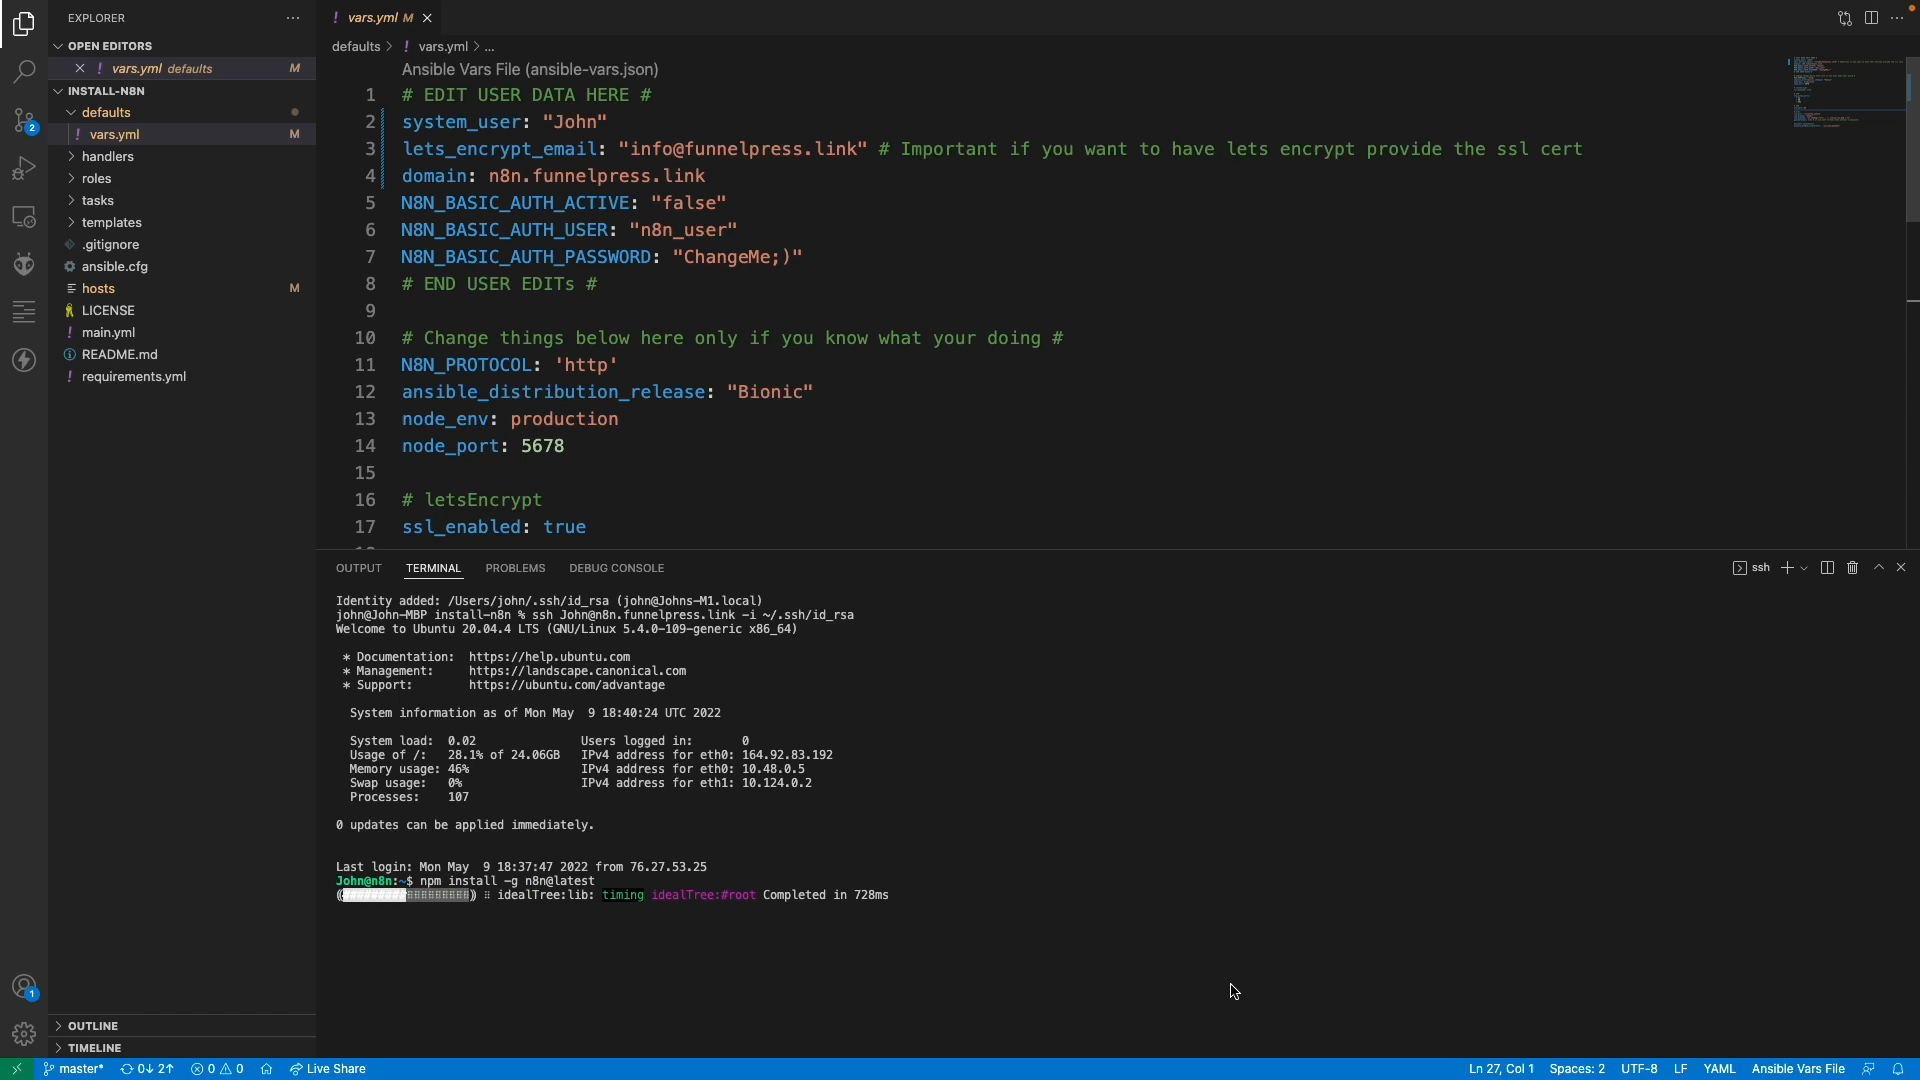 EXPLORER
OPEN EDITORS
vars.yml defaults M
INSTALL-N8N
defaults
! vars.yml M
handlers
roles
tasks
templates
.gitignore
ansible.cfg
hosts M
LICENSE
! main.yml
README.md
! requirements.yml
OUTLINE
TIMELINE
! vars.yml M
defaults > ! vars.yml > ...
Ansible Vars File (ansible-vars.json)
1 # EDIT USER DATA HERE #
2 system_user: "John"
3 lets_encrypt_email: "info@funnelpress.link" # Important if you want to have lets encrypt provide the ssl cert
4 domain: n8n.funnelpress.link
5 N8N_BASIC_AUTH_ACTIVE: "false"
6 N8N_BASIC_AUTH_USER: "n8n_user"
7 N8N_BASIC_AUTH_PASSWORD: "ChangeMe;)"
8 # END USER EDITs #
9
10 # Change things below here only if you know what your doing #
11 N8N_PROTOCOL: 'http'
12 ansible_distribution_release: "Bionic"
13 node_env: production
14 node_port: 5678
15
16 # letsEncrypt
17 ssl_enabled: true
OUTPUT TERMINAL PROBLEMS DEBUG CONSOLE ssh
Identity added: /Users/john/.ssh/id_rsa (john@Johns-M1.local)
john@John-MBP install-n8n % ssh John@n8n.funnelpress.link -i ~/.ssh/id_rsa
Welcome to Ubuntu 20.04.4 LTS (GNU/Linux 5.4.0-109-generic x86_64)
* Documentation: https://help.ubuntu.com
* Management: https://landscape.canonical.com
* Support: https://ubuntu.com/advantage
System information as of Mon May 9 18:40:24 UTC 2022
System load: 0.02 Users logged in: 0
Usage of /: 28.1% of 24.06GB IPv4 address for eth0: 164.92.83.192
Memory usage: 46% IPv4 address for eth0: 10.48.0.5
Swap usage: 0% IPv4 address for eth1: 10.124.0.2
Processes: 107
0 updates can be applied immediately.
Last login: Mon May 9 18:37:47 2022 from 76.27.53.25
John@n8n:~$ npm install -g n8n@latest
idealTree:lib: timing idealTree:#root Completed in 728ms
2
1
master* 0↓ 2↑ 0 0 Live Share Ln 27, Col 1 Spaces: 2 UTF-8 LF YAML Ansible Vars File